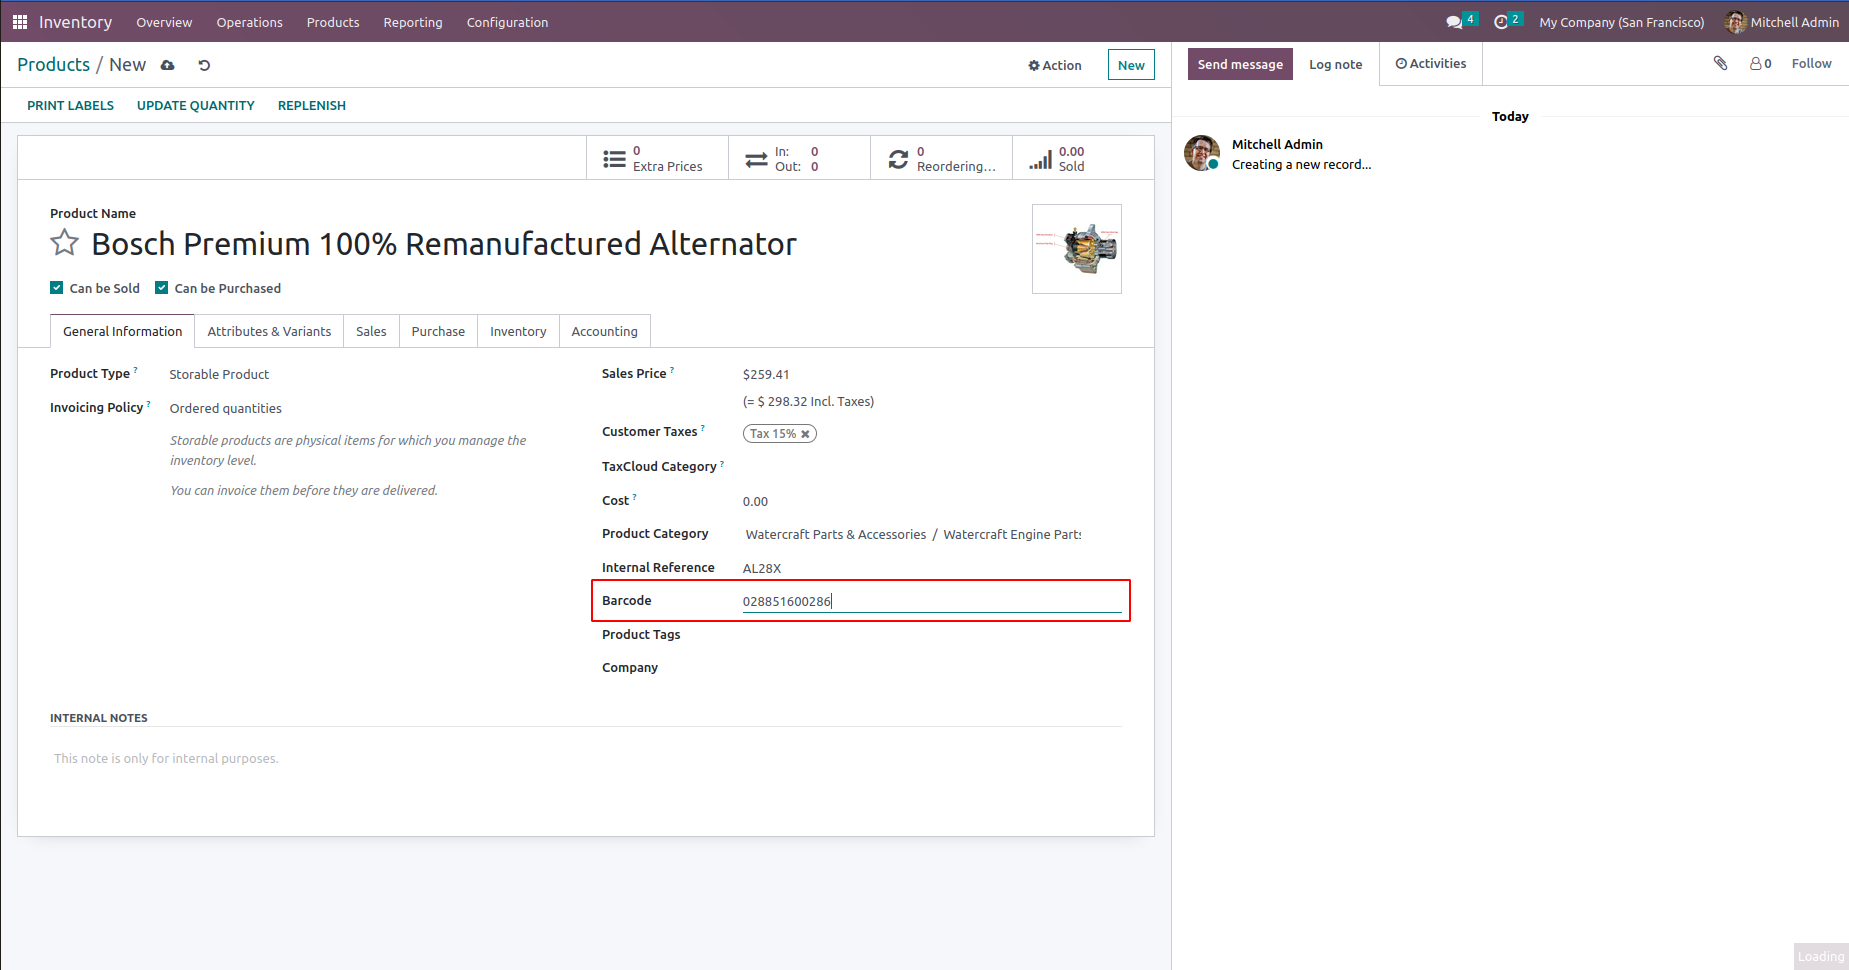 Inventory Overview Operations Products Reporting Configuration 4 2 My Company (San Francisco) Mitchell Admin
Products / New Action New
Send message Log note Activities 0 Follow
PRINT LABELS UPDATE QUANTITY REPLENISH
Today
0
Extra Prices
In: 0
Out: 0
0
Reordering...
0.00
Sold
Mitchell Admin
Creating a new record...
Product Name
Bosch Premium 100% Remanufactured Alternator
Can be Sold Can be Purchased
General Information Attributes & Variants Sales Purchase Inventory Accounting
Product Type ? Storable Product
Invoicing Policy ? Ordered quantities
Storable products are physical items for which you manage the
inventory level.
You can invoice them before they are delivered.
Sales Price ? $259.41
(= $ 298.32 Incl. Taxes)
Customer Taxes ? Tax 15%
TaxCloud Category ?
Cost ? 0.00
Product Category Watercraft Parts & Accessories / Watercraft Engine Parts
Internal Reference AL28X
Barcode 028851600286
Product Tags
Company
INTERNAL NOTES
This note is only for internal purposes.
Loading